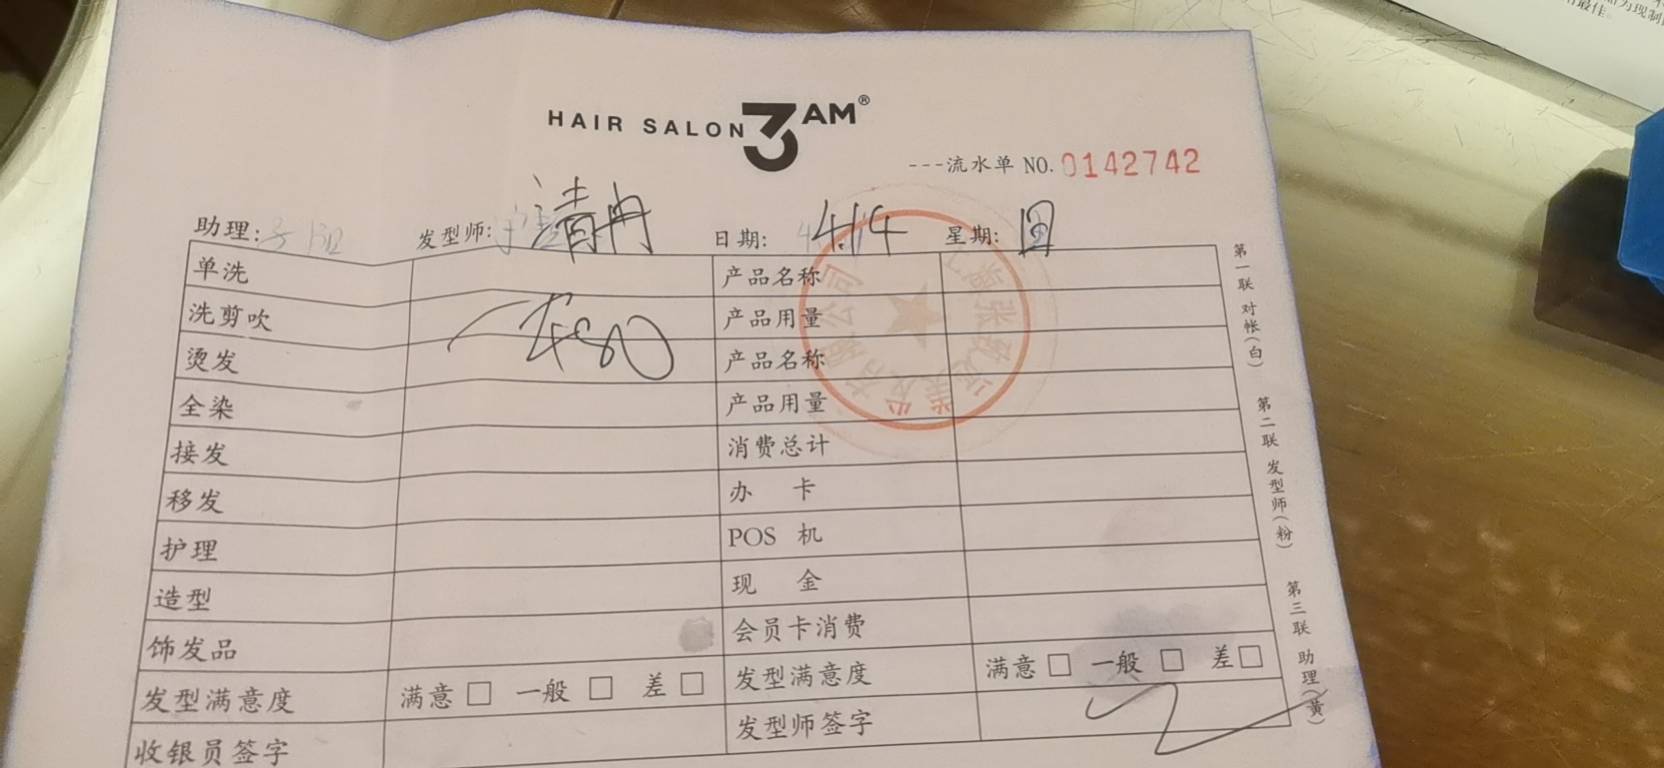 HAIR SALON 3AM®
---流水单 NO. 0142742
助理: 发型师: 清冉 日期: 4.14 星期:
单洗 产品名称
洗剪吹 480 产品用量
烫发 产品名称
全染 产品用量
接发 消费总计
移发 办 卡
护理 POS 机
造型 现 金
饰发品 会员卡消费
发型满意度 满意□ 一般□ 差□ 发型满意度 满意□ 一般□ 差□
收银员签字 发型师签字
第一联 对帐(白) 第二联 发型师(粉) 第三联 助理(黄)